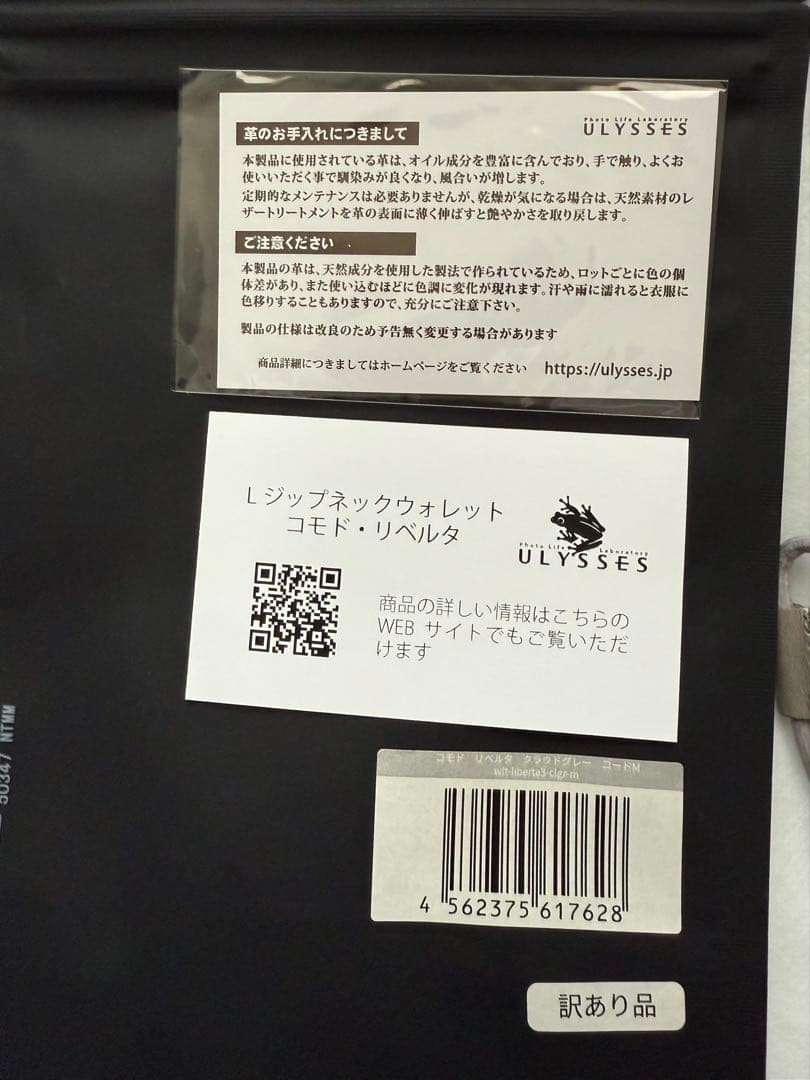 革のお手入れにつきまして
Photo Life Laboratory
ULYSSES
本製品に使用されている革は、オイル成分を豊富に含んでおり、手で触り、よくお
使いいただく事で馴染みが良くなり、風合いが増します。
定期的なメンテナンスは必要ありませんが、乾燥が気になる場合は、天然素材のレ
ザートリートメントを革の表面に薄く伸ばすと艶やかさを取り戻します。
ご注意ください
本製品の革は、天然成分を使用した製法で作られているため、ロットごとに色の個
体差があり、また使い込むほどに色調に変化が現れます。汗や雨に濡れると衣服に
色移りすることもありますので、充分にご注意下さい。
製品の仕様は改良のため予告無く変更する場合があります
商品詳細につきましてはホームページをご覧ください https://ulysses.jp
L ジップネックウォレット
コモド・リベルタ
Photo Life Laboratory
ULYSSES
商品の詳しい情報はこちらの
WEB サイトでもご覧いただ
けます
コモド リベルタ クラウドグレー コードM
wlt-liberta3-clgr-m
4 562375 617628
訳あり品
50347 NTMM